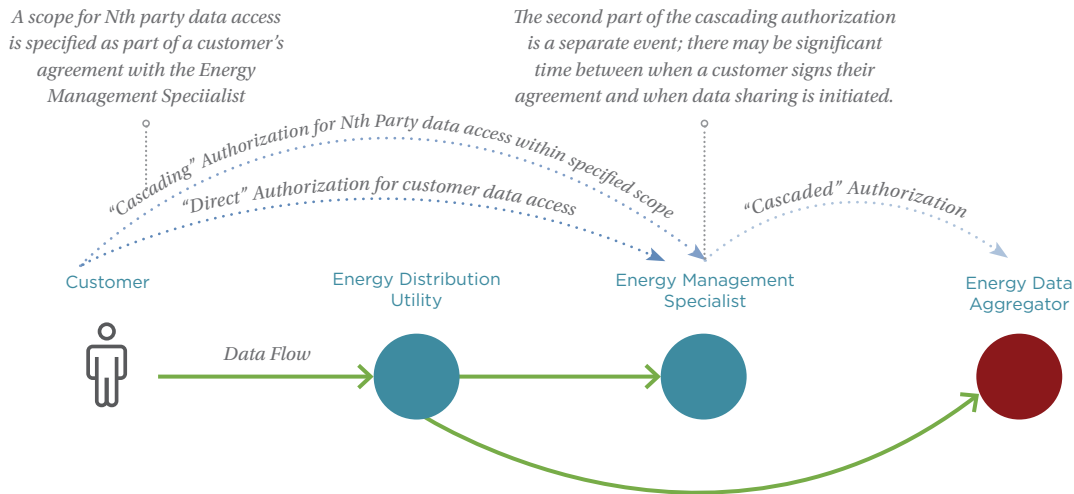 A scope for Nth party data access
is specified as part of a customer’s
agreement with the Energy
Management Speciialist
The second part of the cascading authorization
is a separate event; there may be significant
time between when a customer signs their
agreement and when data sharing is initiated.
“Cascading” Authorization for Nth Party data access within specified scope
“Direct” Authorization for customer data access
“Cascaded” Authorization
Customer
Energy Distribution
Utility
Energy Management
Specialist
Energy Data
Aggregator
Data Flow